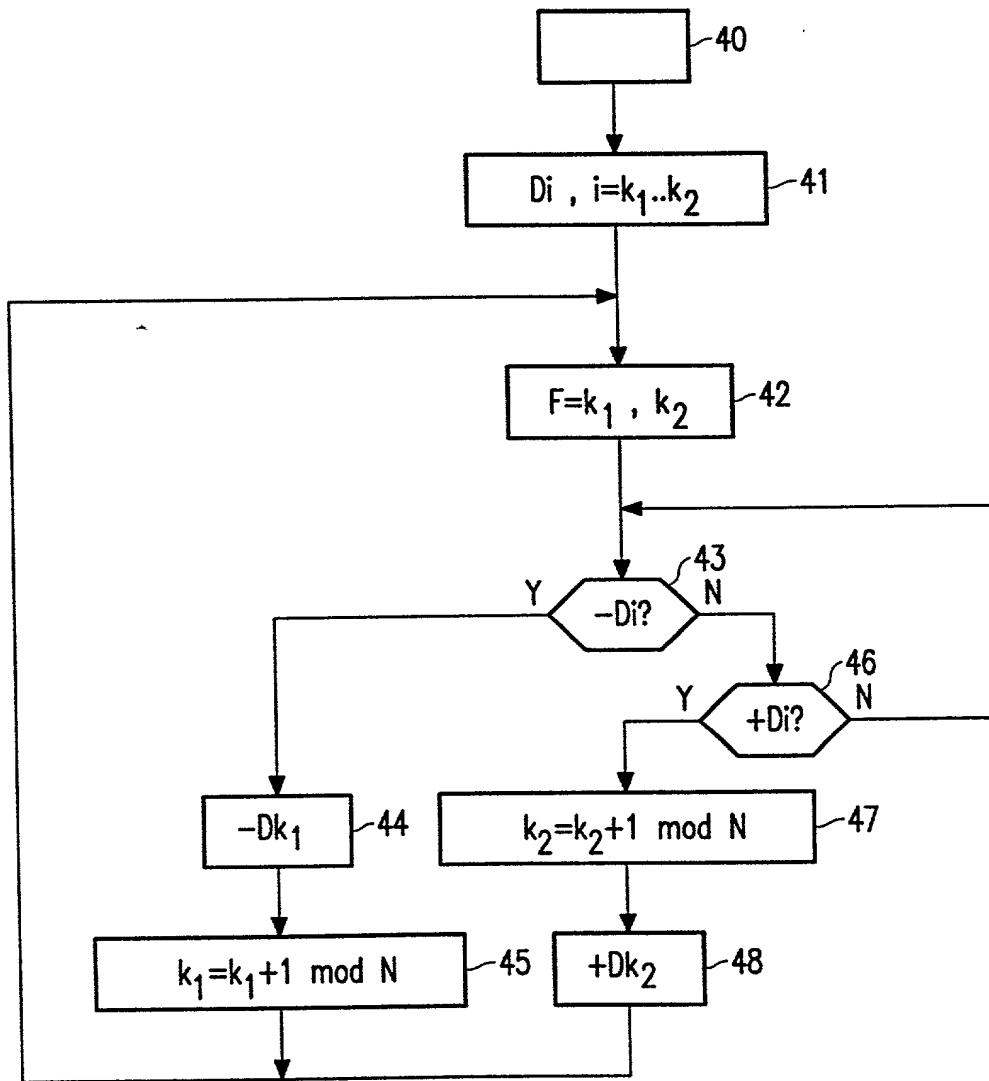 40
Di , i=k₁..k₂
41
F=k₁ , k₂
42
43
Y
-Di?
N
46
Y
+Di?
N
-Dk₁
44
k₂=k₂+1 mod N
47
k₁=k₁+1 mod N
45
+Dk₂
48